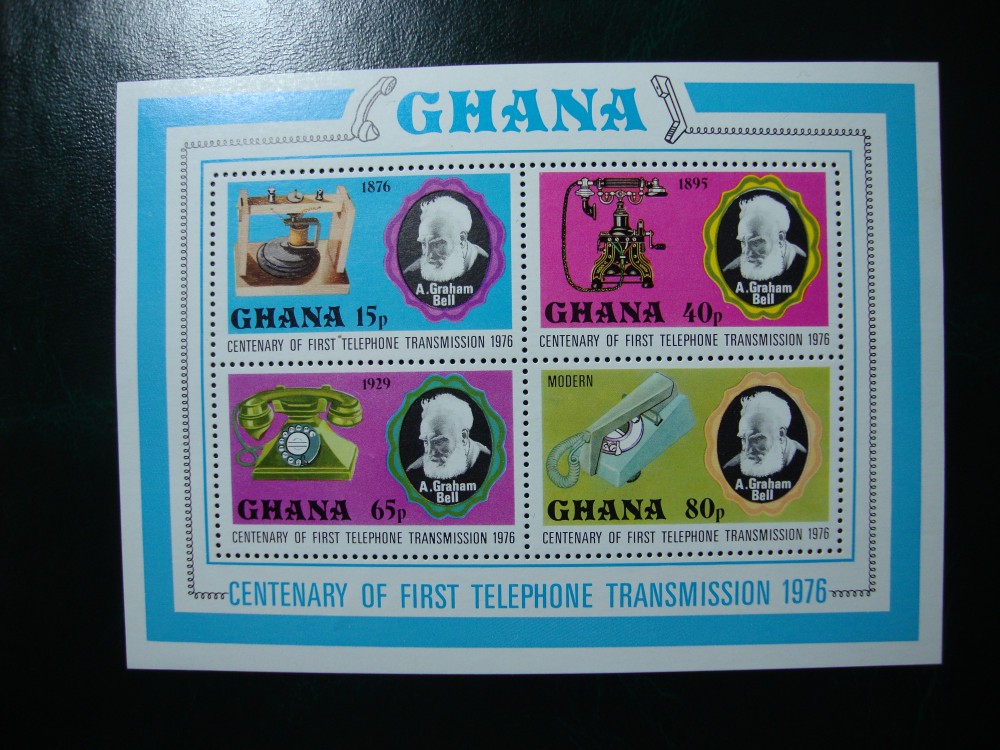 GHANA
1876
A.Graham
Bell
GHANA 15p
CENTENARY OF FIRST TELEPHONE TRANSMISSION 1976
1895
A.Graham
Bell
GHANA 40p
CENTENARY OF FIRST TELEPHONE TRANSMISSION 1976
1929
A.Graham
Bell
GHANA 65p
CENTENARY OF FIRST TELEPHONE TRANSMISSION 1976
MODERN
A.Graham
Bell
GHANA 80p
CENTENARY OF FIRST TELEPHONE TRANSMISSION 1976
CENTENARY OF FIRST TELEPHONE TRANSMISSION 1976